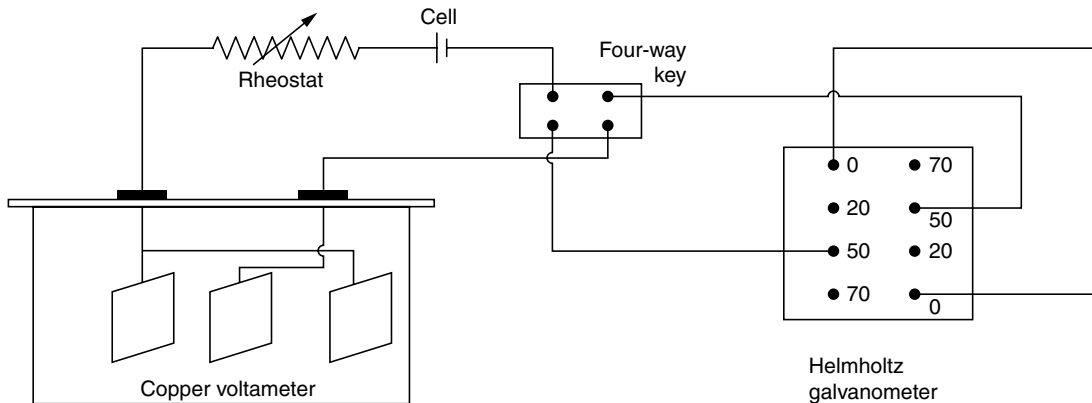 Cell
Rheostat
Four-way
key
0 70
20 50
50 20
70 0
Copper voltameter
Helmholtz
galvanometer